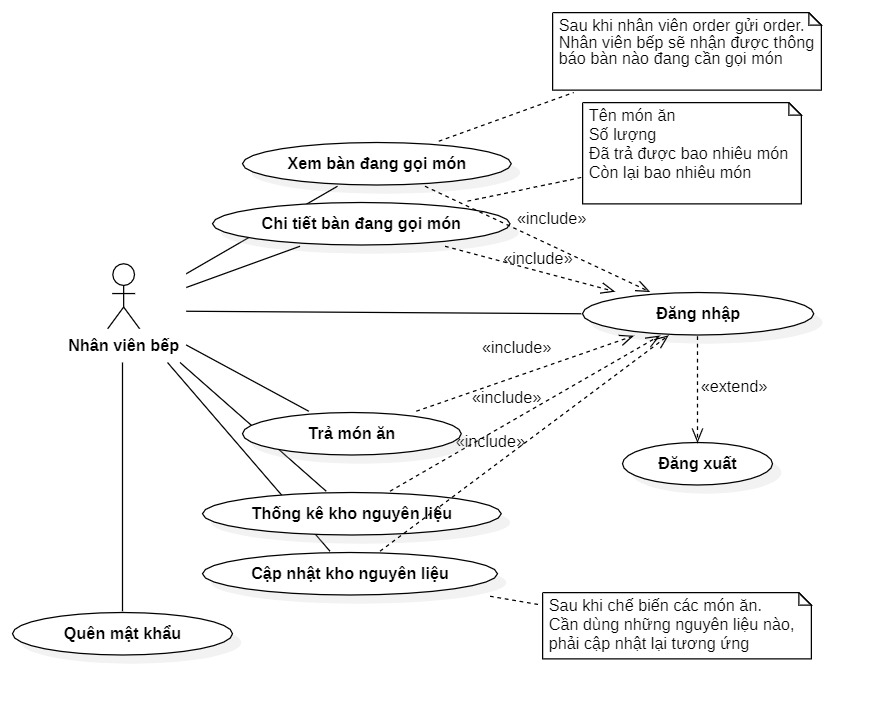 Sau khi nhân viên order gửi order.
Nhân viên bếp sẽ nhận được thông
báo bàn nào đang cần gọi món
Tên món ăn
Số lượng
Đã trả được bao nhiêu món
Còn lại bao nhiêu món
Xem bàn đang gọi món
Chi tiết bàn đang gọi món
«include»
«include»
Đăng nhập
Nhân viên bếp
«include»
«extend»
«include»
Trả món ăn
«include»
Đăng xuất
Thống kê kho nguyên liệu
Cập nhật kho nguyên liệu
Sau khi chế biến các món ăn.
Cần dùng những nguyên liệu nào,
phải cập nhật lại tương ứng
Quên mật khẩu